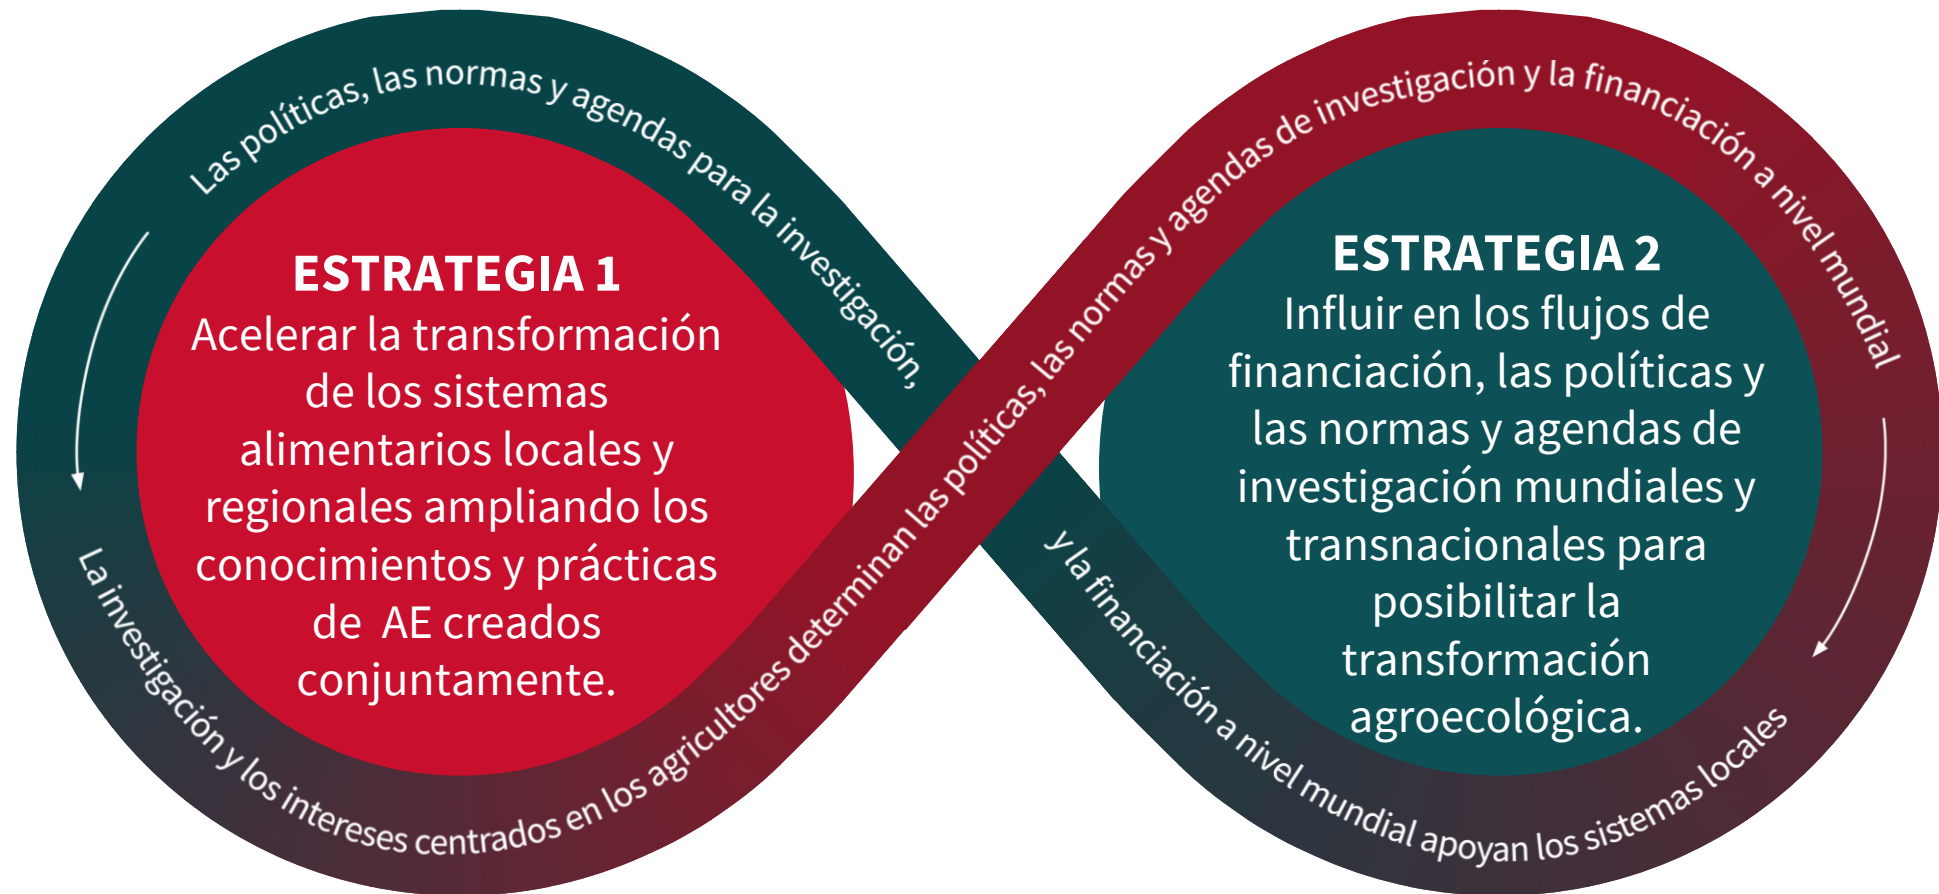 Las políticas, las normas y agendas para la investigación,
y la financiación a nivel mundial apoyan los sistemas locales
La investigación y los intereses centrados en los agricultores determinan las políticas, las normas y agendas de investigación y la financiación a nivel mundial
ESTRATEGIA 1
Acelerar la transformación
de los sistemas
alimentarios locales y
regionales ampliando los
conocimientos y prácticas
de AE creados
conjuntamente.
ESTRATEGIA 2
Influir en los flujos de
financiación, las políticas y
las normas y agendas de
investigación mundiales y
transnacionales para
posibilitar la
transformación
agroecológica.